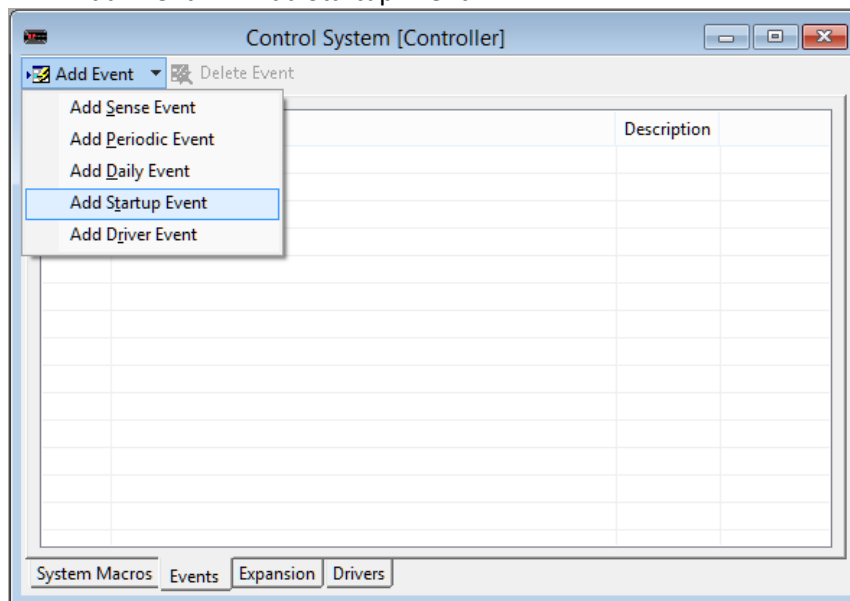 Control System [Controller]
Add Event Delete Event
Add Sense Event
Description
Add Periodic Event
Add Daily Event
Add Startup Event
Add Driver Event
System Macros Events Expansion Drivers